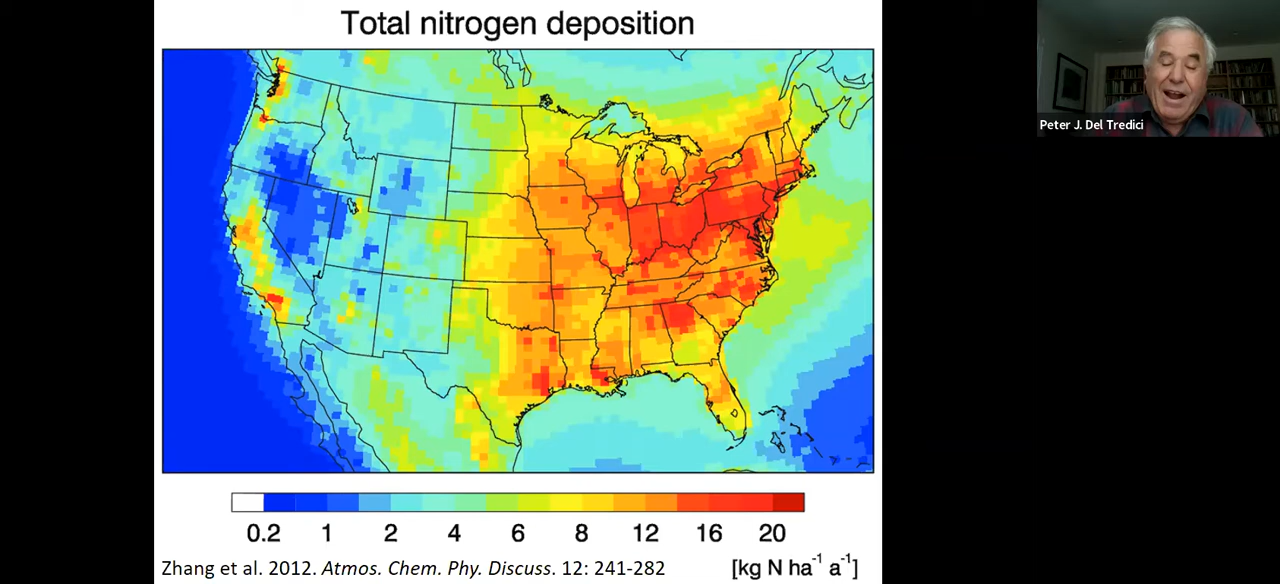 Total nitrogen deposition
Peter J. Del Tredici
0.2 1 2 4 6 8 12 16 20
Zhang et al. 2012. Atmos. Chem. Phy. Discuss. 12: 241-282
[kg N ha⁻¹ a⁻¹]